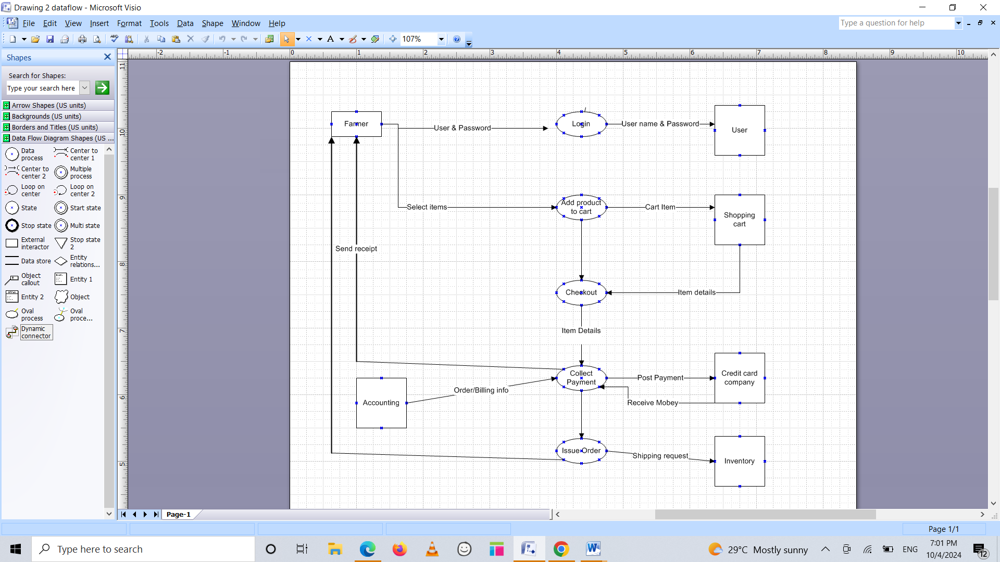 Drawing 2 dataflow - Microsoft Visio
File Edit View Insert Format Tools Data Shape Window Help
Type a question for help
107%
Shapes
Search for Shapes:
Type your search here
Arrow Shapes (US units)
Backgrounds (US units)
Borders and Titles (US units)
Data Flow Diagram Shapes (US ...
Data process
Center to center 1
Center to center 2
Multiple process
Loop on center
Loop on center 2
State
Start state
Stop state
Multi state
External interactor
Stop state 2
Data store
Entity relations...
Object callout
Entity 1
Entity 2
Object
Oval process
Oval proce...
Dynamic connector
-2 -1 0 1 2 3 4 5 6 7 8 9 10
11
10
9
8
7
6
5
Farmer
User & Password
Login
User name & Password
User
Select items
Add product
to cart
Cart Item
Shopping
cart
Send receipt
Checkout
Item details
Item Details
Collect
Payment
Post Payment
Credit card
company
Order/Billing info
Accounting
Receive Mobey
Issue Order
Shipping request
Inventory
Page-1
Page 1/1
Type here to search
29°C Mostly sunny
ENG
7:01 PM
10/4/2024
12